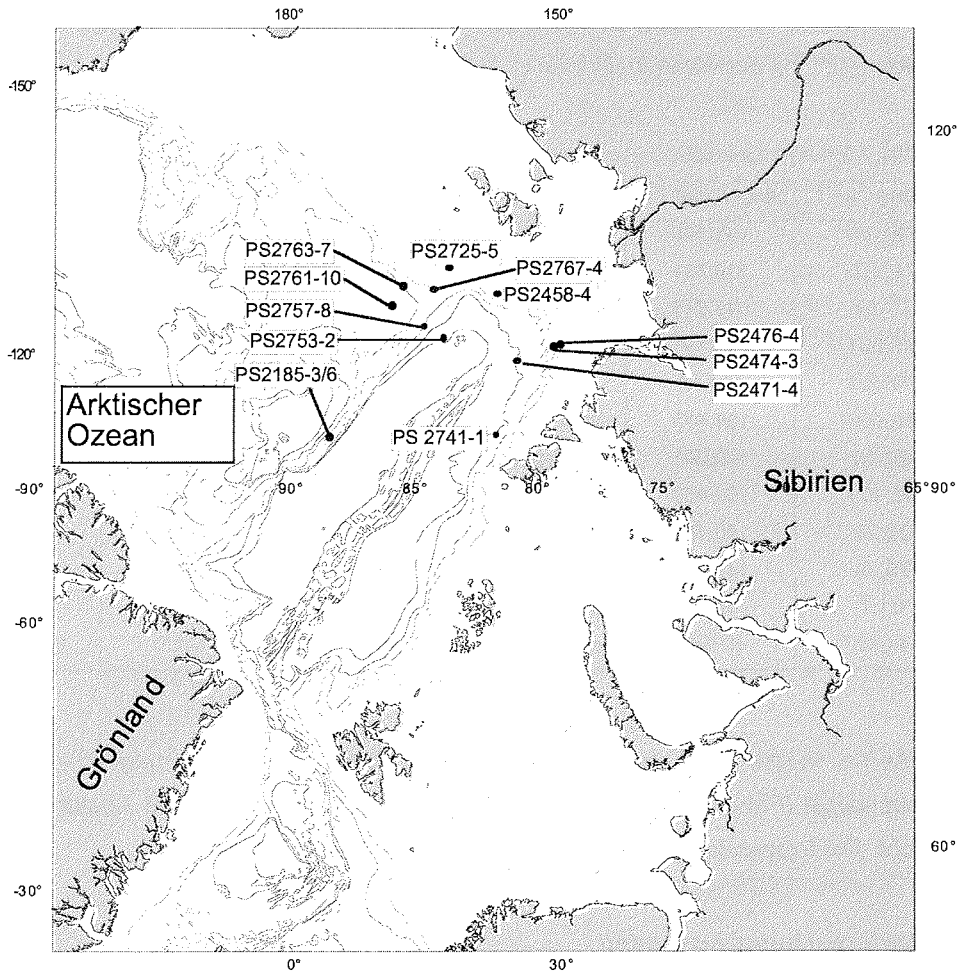 180°
150°
-150°
120°
PS2763-7
PS2725-5
PS2761-10
PS2767-4
PS2458-4
PS2757-8
PS2753-2
PS2476-4
-120°
PS2474-3
PS2185-3/6
PS2471-4
Arktischer
Ozean
PS 2741-1
-90°
90°
85°
80°
75°
Sibirien
65°
90°
-60°
Grönland
60°
-30°
0°
30°